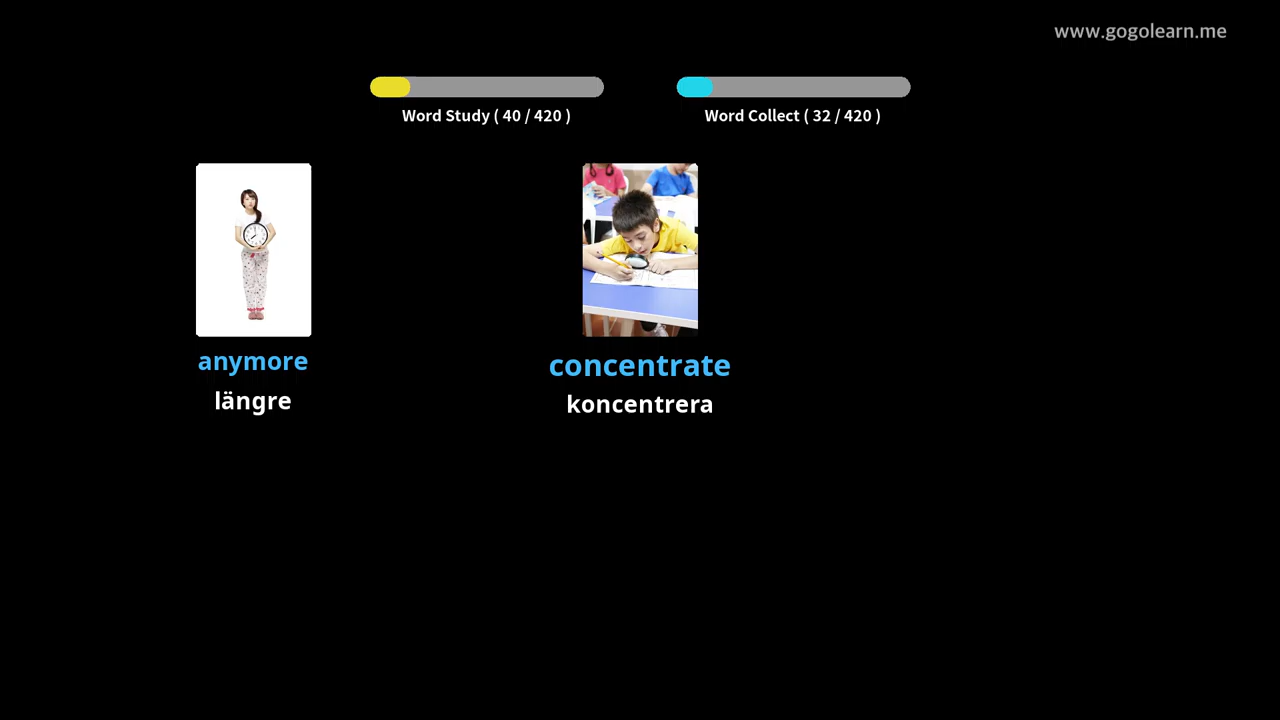 www.gogolearn.me
Word Study ( 40 / 420 )
Word Collect ( 32 / 420 )
anymore
längre
concentrate
koncentrera